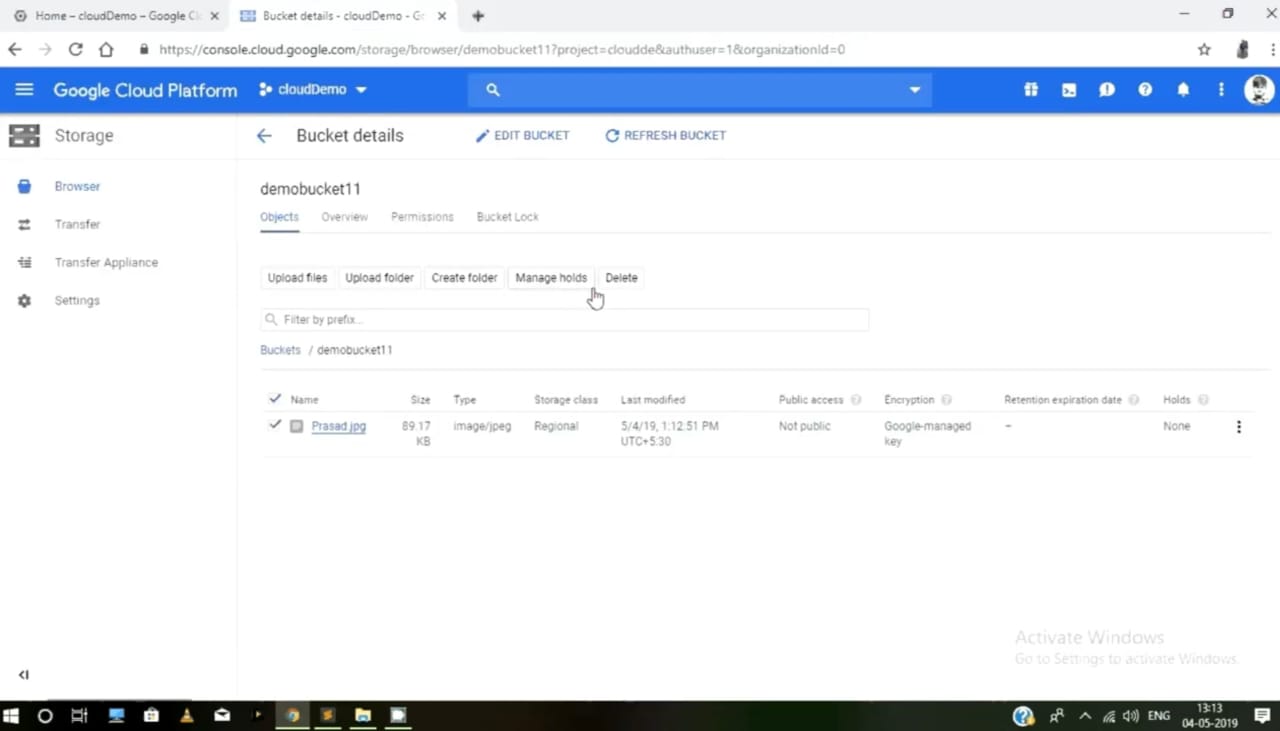 Home – cloudDemo – Google Cl
Bucket details - cloudDemo - Go
https://console.cloud.google.com/storage/browser/demobucket11?project=cloudde&authuser=1&organizationId=0
Google Cloud Platform
cloudDemo
Storage
Bucket details
EDIT BUCKET
REFRESH BUCKET
Browser
Transfer
Transfer Appliance
Settings
demobucket11
Objects Overview Permissions Bucket Lock
Upload files Upload folder Create folder Manage holds Delete
Filter by prefix...
Buckets / demobucket11
Name Size Type Storage class Last modified Public access Encryption Retention expiration date Holds
Prasad.jpg 89.17 image/jpeg Regional 5/4/19, 1:12:51 PM Not public Google-managed – None
KB UTC+5:30 key
Activate Windows
Go to Settings to activate Windows.
ENG
13:13
04-05-2019